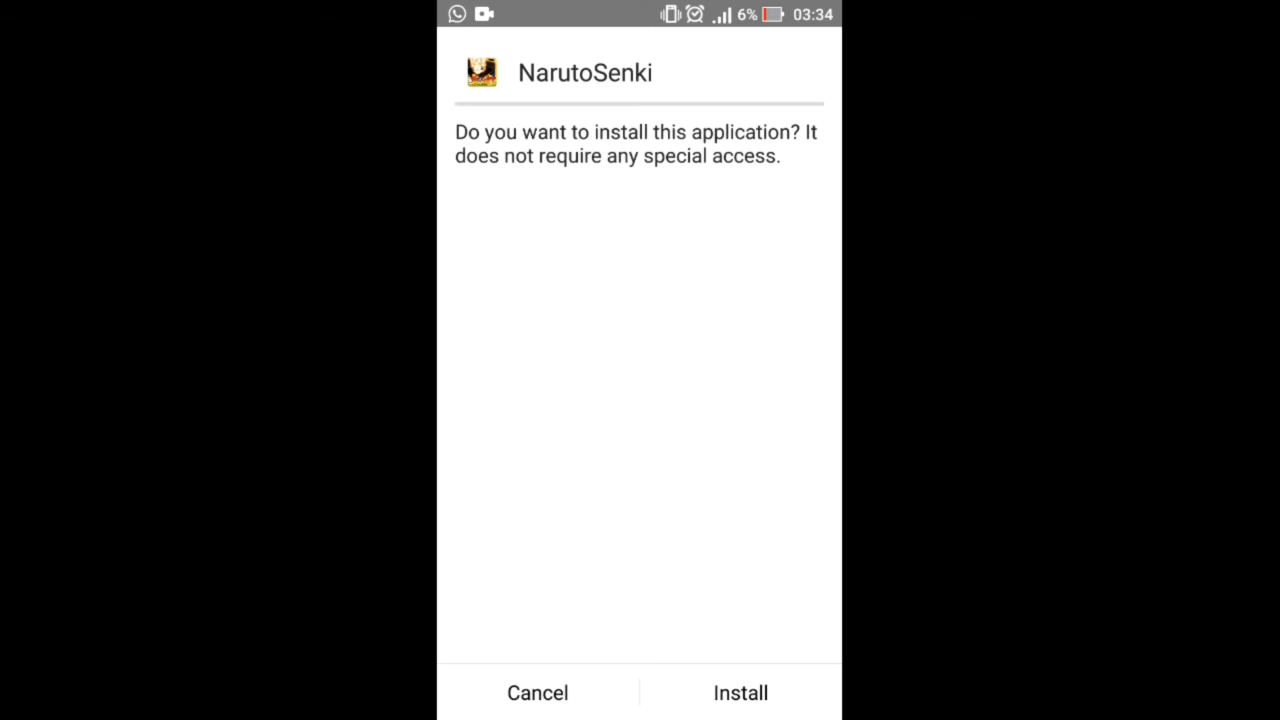 6% 03:34
NarutoSenki
Do you want to install this application? It
does not require any special access.
Cancel Install